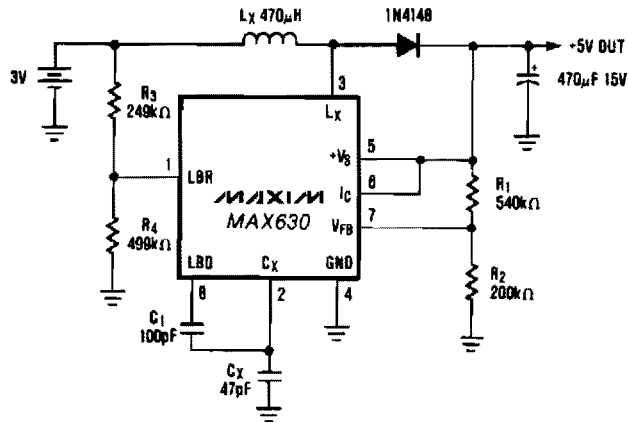 Lx 470μH
1N4148
+5V OUT
3V
R3
249kΩ
3
Lx
+
470μF 15V
1
LBR
5
+Vs
6
Ic
R1
540kΩ
MAXIM
MAX630
7
VFB
R4
499kΩ
LBD
Cx
GND
R2
200kΩ
8
2
4
C1
100pF
Cx
47pF